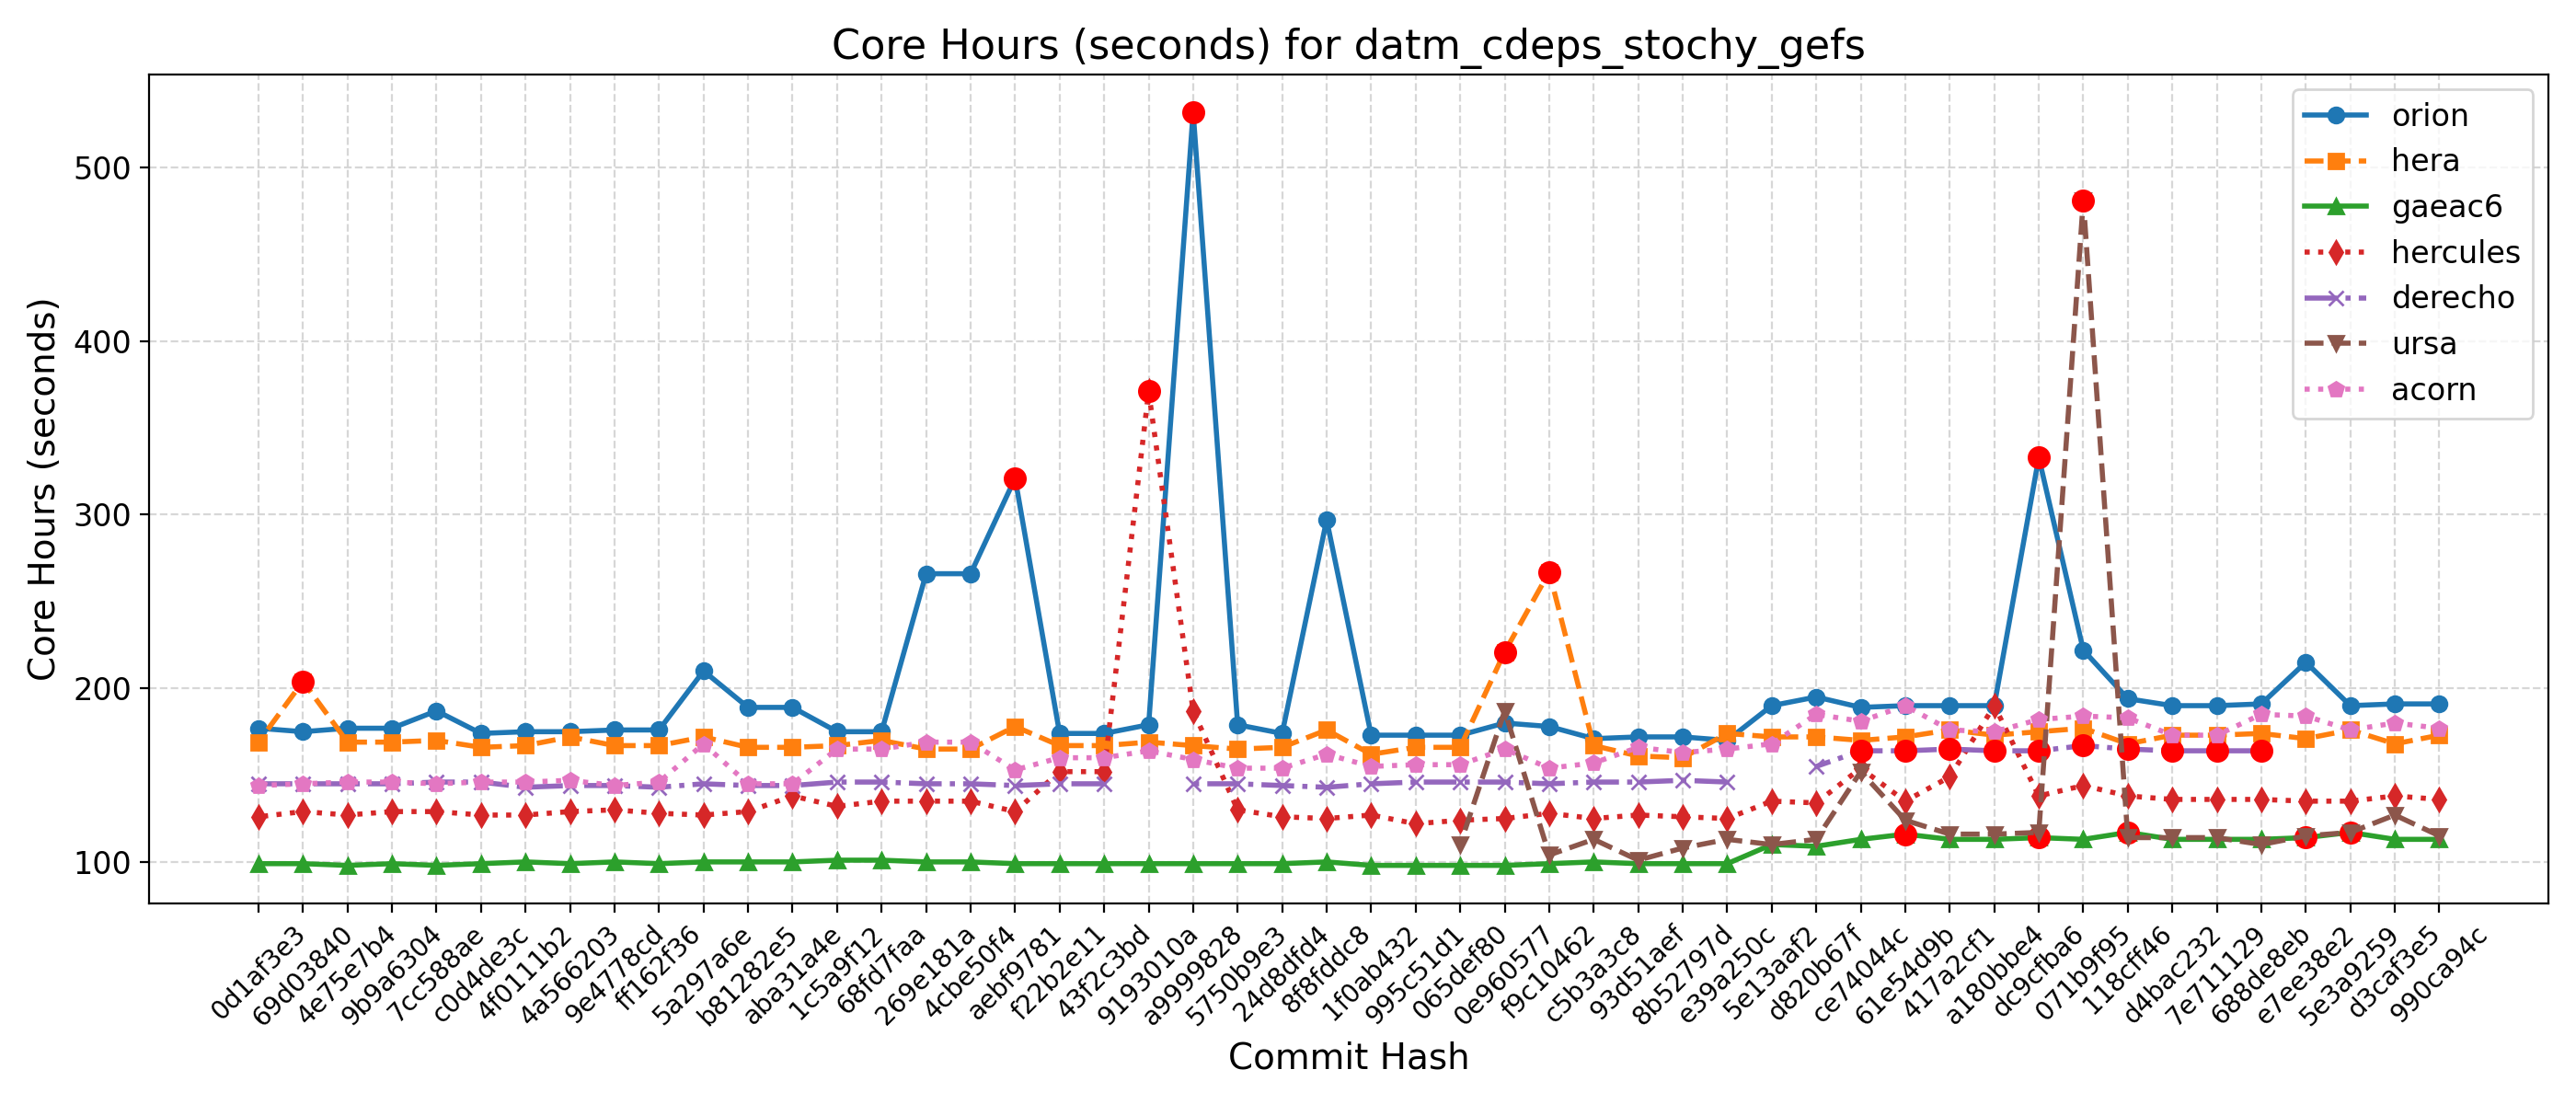 Core Hours (seconds) for datm_cdeps_stochy_gefs
Core Hours (seconds)
500
400
300
200
100
orion
hera
gaeac6
hercules
derecho
ursa
acorn
0d1af3e3
69d03840
4e75e7b4
9b9a6304
7cc588ae
c0d4de3c
4f0111b2
4a566203
9e4778cd
ff162f36
5a297a6e
b81282e5
aba31a4e
1c5a9f12
68fd7faa
269e181a
4cbe50f4
aebf9781
f22b2e11
43f2c3bd
9193010a
a9999828
5750b9e3
24d8dfd4
8f8fddc8
1f0ab432
995c51d1
065def80
0e960577
f9c10462
c5b3a3c8
93d51aef
8b52797d
e39a250c
5e13aaf2
d820b67f
ce74044c
61e54d9b
417a2cf1
a180bbe4
dc9cfba6
071b9f95
118cff46
d4bac232
7e711129
688de8eb
e7ee38e2
5e3a9259
d3caf3e5
990ca94c
Commit Hash